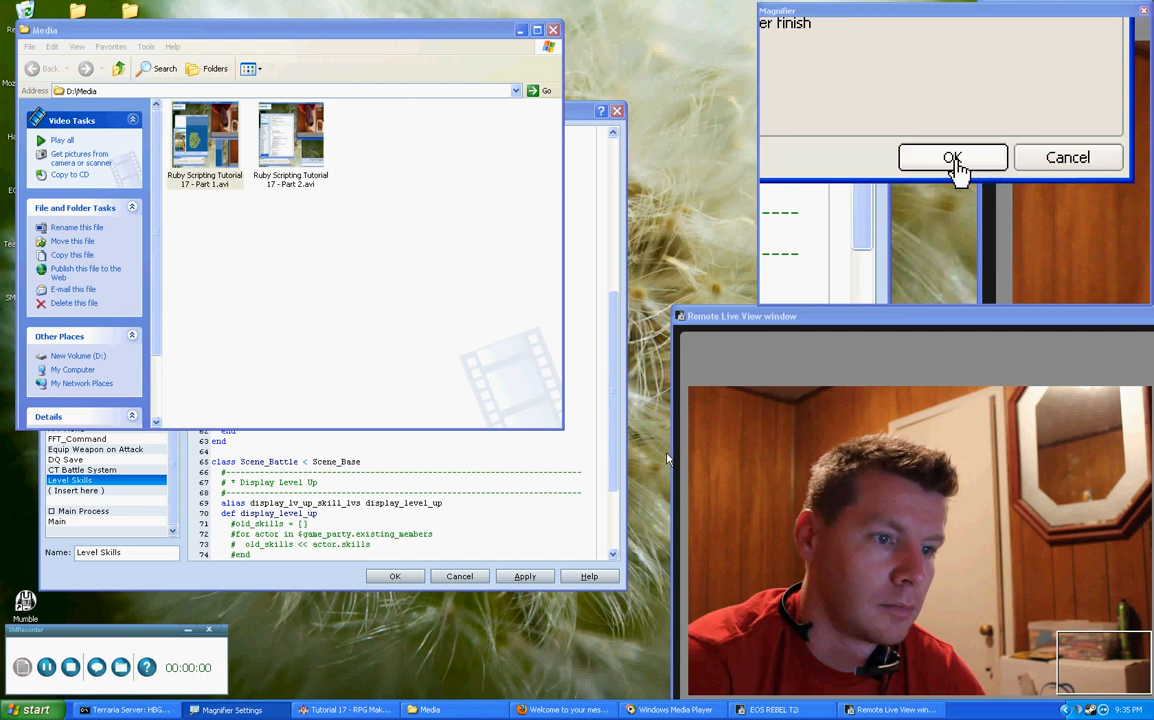 Re
Mo
Ha
EC
Tea
SM
Media
File Edit View Favorites Tools Help
Back Search Folders
Address D:\Media Go
Video Tasks
Play all
Get pictures from
camera or scanner
Copy to CD
File and Folder Tasks
Rename this file
Move this file
Copy this file
Publish this file to the
Web
E-mail this file
Delete this file
Other Places
New Volume (D:)
My Computer
My Network Places
Details
Ruby Scripting Tutorial
17 - Part 1.avi
Ruby Scripting Tutorial
17 - Part 2.avi
?
Magnifier
er finish
OK Cancel
----
----
Remote Live View window
FFT_Command
Equip Weapon on Attack
DQ Save
CT Battle System
Level Skills
( Insert here )
Main Process
Main
Name: Level Skills
62 end
63 end
64
65 class Scene_Battle < Scene_Base
66 #--------------------------------------------------------------------------
67 # * Display Level Up
68 #--------------------------------------------------------------------------
69 alias display_lv_up_skill_lvs display_level_up
70 def display_level_up
71 #old_skills = []
72 #for actor in $game_party.existing_members
73 # old_skills << actor.skills
74 #end
OK Cancel Apply Help
Mumble
SMRecorder
00:00:00
start
Terraria Server: HBG...
Magnifier Settings
Tutorial 17 - RPG Mak...
Media
Welcome to your mes...
Windows Media Player
EOS REBEL T2i
Remote Live View win...
9:35 PM